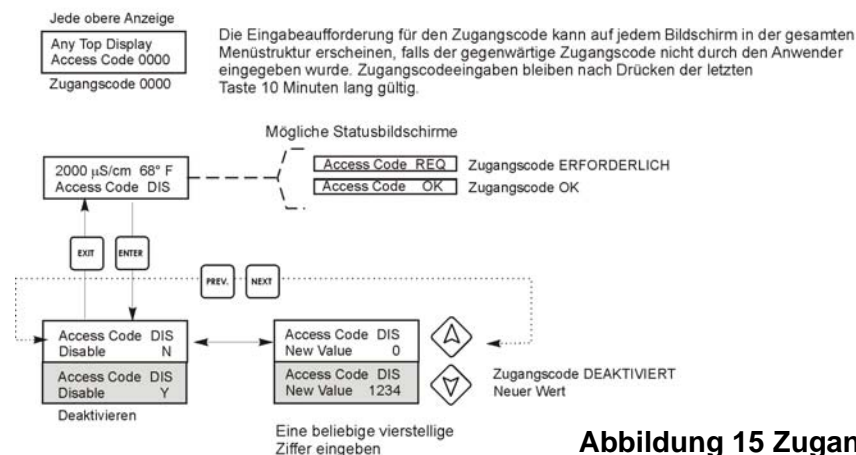 Jede obere Anzeige
Any Top Display
Access Code 0000
Zugangscode 0000
Die Eingabeaufforderung für den Zugangscode kann auf jedem Bildschirm in der gesamten
Menüstruktur erscheinen, falls der gegenwärtige Zugangscode nicht durch den Anwender
eingegeben wurde. Zugangscodeeingaben bleiben nach Drücken der letzten
Taste 10 Minuten lang gültig.
Mögliche Statusbildschirme
2000 µS/cm 68° F
Access Code DIS
Access Code REQ
Zugangscode ERFORDERLICH
Access Code OK
Zugangscode OK
EXIT
ENTER
PREV.
NEXT
Access Code DIS
Disable N
Access Code DIS
Disable Y
Deaktivieren
Access Code DIS
New Value 0
Access Code DIS
New Value 1234
Zugangscode DEAKTIVIERT
Neuer Wert
Eine beliebige vierstellige
Ziffer eingeben
Abbildung 15 Zugan